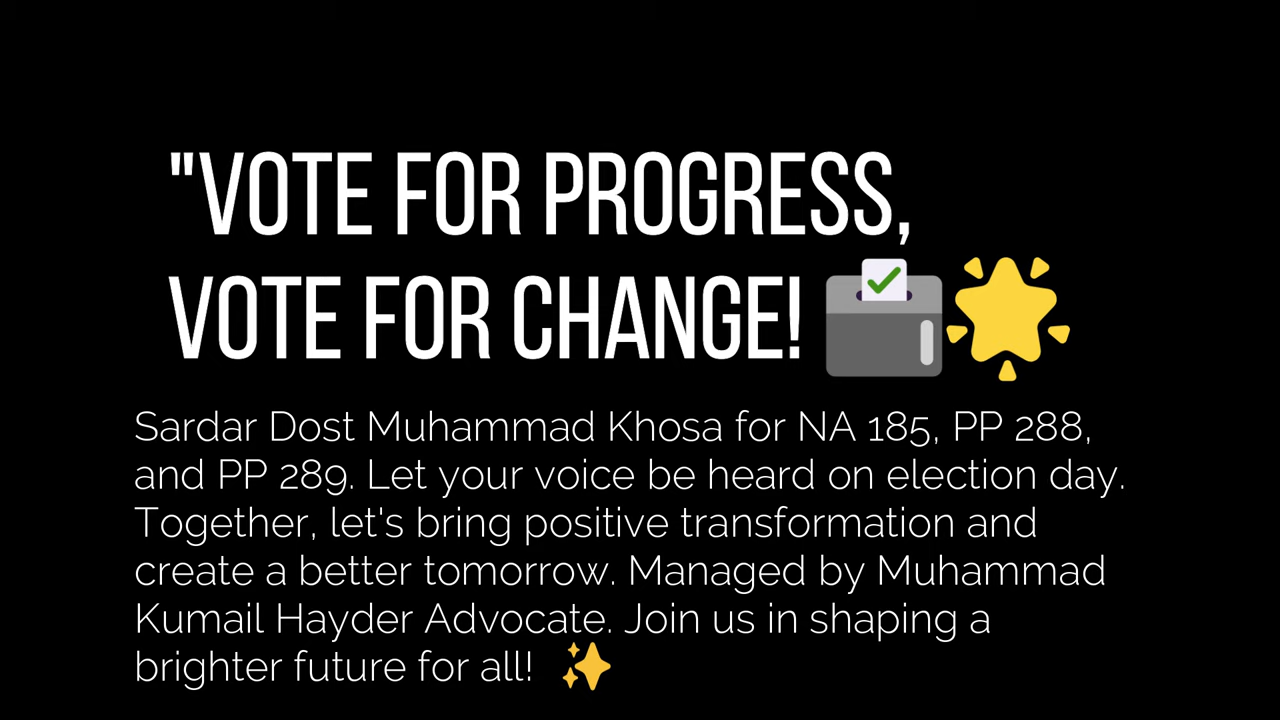 "VOTE FOR PROGRESS,
VOTE FOR CHANGE!
Sardar Dost Muhammad Khosa for NA 185, PP 288,
and PP 289. Let your voice be heard on election day.
Together, let's bring positive transformation and
create a better tomorrow. Managed by Muhammad
Kumail Hayder Advocate. Join us in shaping a
brighter future for all!